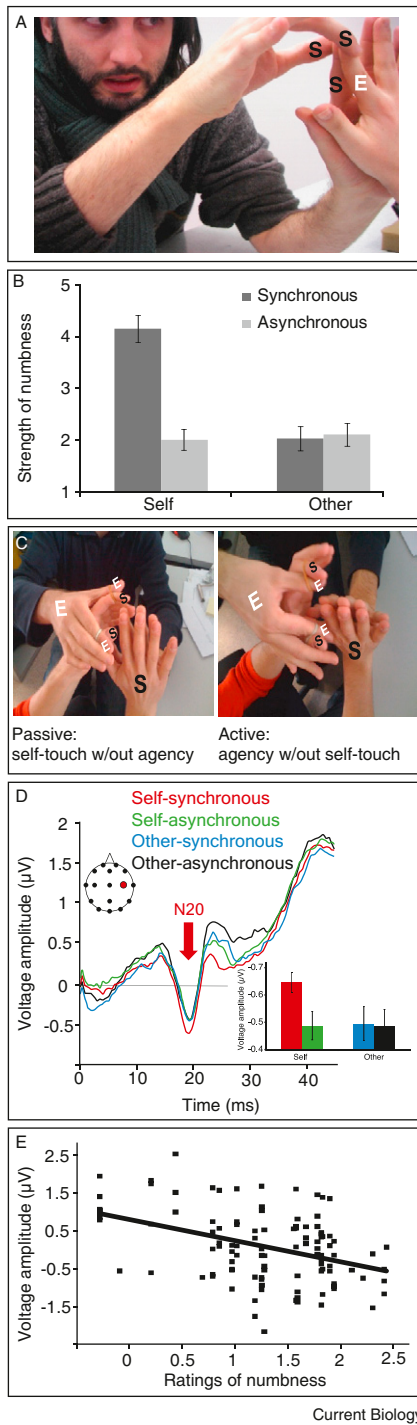 A
S
S
S
E
B
5
4
3
2
1
Strength of numbness
Synchronous
Asynchronous
Self
Other
C
E
E
S
S
E
S
E
S
E
S
E
S
Passive:
self-touch w/out agency
Active:
agency w/out self-touch
D
Self-synchronous
Self-asynchronous
Other-synchronous
Other-asynchronous
N20
Voltage amplitude (µV)
2
1.5
1
0.5
0
-0.5
0
10
20
30
40
Time (ms)
Voltage amplitude (µV)
-0.7
-0.6
-0.5
-0.4
Self
Other
E
Voltage amplitude (µV)
2.5
1.5
0.5
-0.5
-1.5
0
0.5
1
1.5
2
2.5
Ratings of numbness
Current Biology